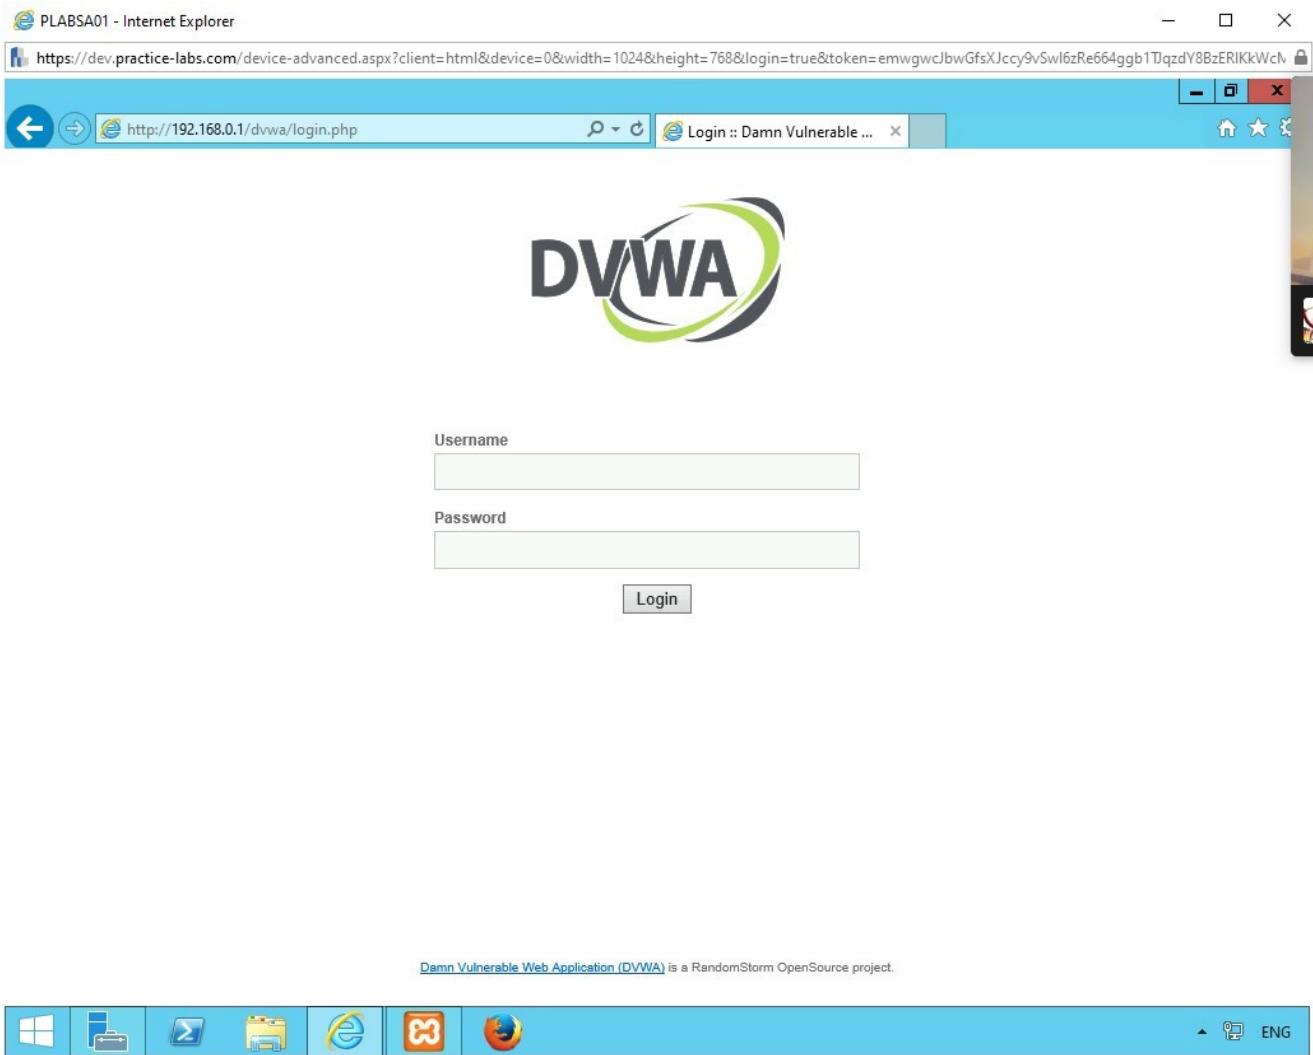 PLABSA01 - Internet Explorer
https://dev.practice-labs.com/device-advanced.aspx?client=html&device=0&width=1024&height=768&login=true&token=
http://192.168.0.1/dvwa/login.php
Login :: Damn Vulnerable ...
DVWA
Username
Password
Login
Damn Vulnerable Web Application (DVWA) is a RandomStorm OpenSource project.
ENG